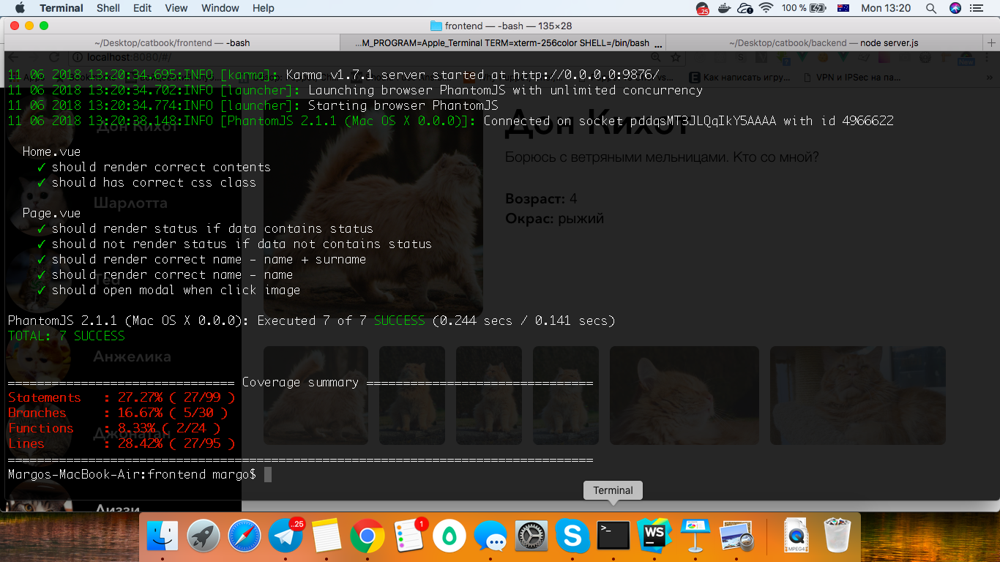 Terminal Shell Edit View Window Help 100 % Mon 13:20
frontend — -bash — 135×28
~/Desktop/catbook/frontend — -bash
...M_PROGRAM=Apple_Terminal TERM=xterm-256color SHELL=/bin/bash ...
~/Desktop/catbook/backend — node server.js
localhost:8080/#/
Как написать игру...
VPN и IPSec на па...
11 06 2018 13:20:34.695:INFO [karma]: Karma v1.7.1 server started at http://0.0.0.0:9876/
11 06 2018 13:20:34.702:INFO [launcher]: Launching browser PhantomJS with unlimited concurrency
11 06 2018 13:20:34.774:INFO [launcher]: Starting browser PhantomJS
11 06 2018 13:20:38.148:INFO [PhantomJS 2.1.1 (Mac OS X 0.0.0)]: Connected on socket pddqsMT3JLQqIkY5AAAA with id 4966622
Дон Кихот
Дон Кихот
Борюсь с ветряными мельницами. Кто со мной?
Возраст: 4
Окрас: рыжий
Home.vue
✓ should render correct contents
✓ should has correct css class
Шарлотта
Page.vue
✓ should render status if data contains status
✓ should not render status if data not contains status
✓ should render correct name - name + surname
✓ should render correct name - name
Ted
✓ should open modal when click image
PhantomJS 2.1.1 (Mac OS X 0.0.0): Executed 7 of 7 SUCCESS (0.244 secs / 0.141 secs)
TOTAL: 7 SUCCESS
Анжелика
=============================== Coverage summary ===============================
Statements : 27.27% ( 27/99 )
Branches : 16.67% ( 5/30 )
Functions : 8.33% ( 2/24 )
Джонатан
Lines : 28.42% ( 27/95 )
================================================================================
Margos-MacBook-Air:frontend margo$
Terminal
Лиззи
..25
1
WS
MPEG4